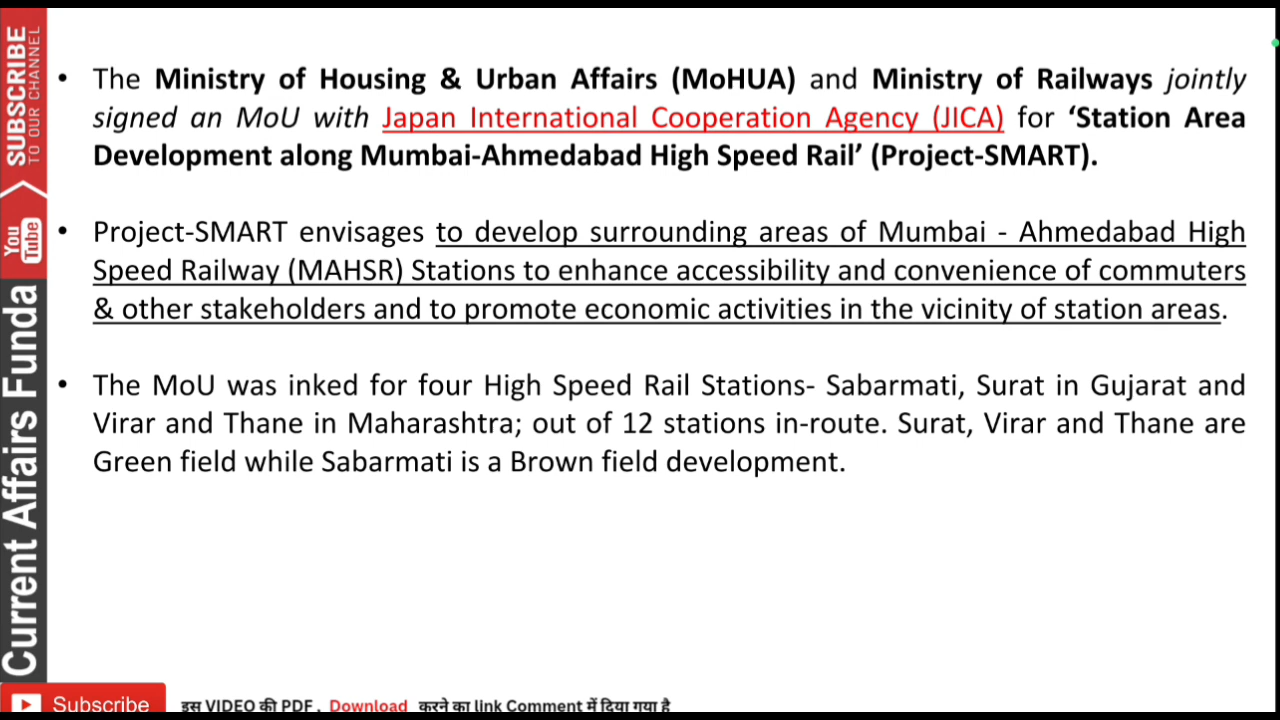 SUBSCRIBE
TO OUR CHANNEL
You
Tube
Current Affairs Funda
• The Ministry of Housing & Urban Affairs (MoHUA) and Ministry of Railways jointly
signed an MoU with Japan International Cooperation Agency (JICA) for ‘Station Area
Development along Mumbai-Ahmedabad High Speed Rail’ (Project-SMART).
• Project-SMART envisages to develop surrounding areas of Mumbai - Ahmedabad High
Speed Railway (MAHSR) Stations to enhance accessibility and convenience of commuters
& other stakeholders and to promote economic activities in the vicinity of station areas.
• The MoU was inked for four High Speed Rail Stations- Sabarmati, Surat in Gujarat and
Virar and Thane in Maharashtra; out of 12 stations in-route. Surat, Virar and Thane are
Green field while Sabarmati is a Brown field development.
Subscribe
इस VIDEO की PDF , Download करने का link Comment में दिया गया है